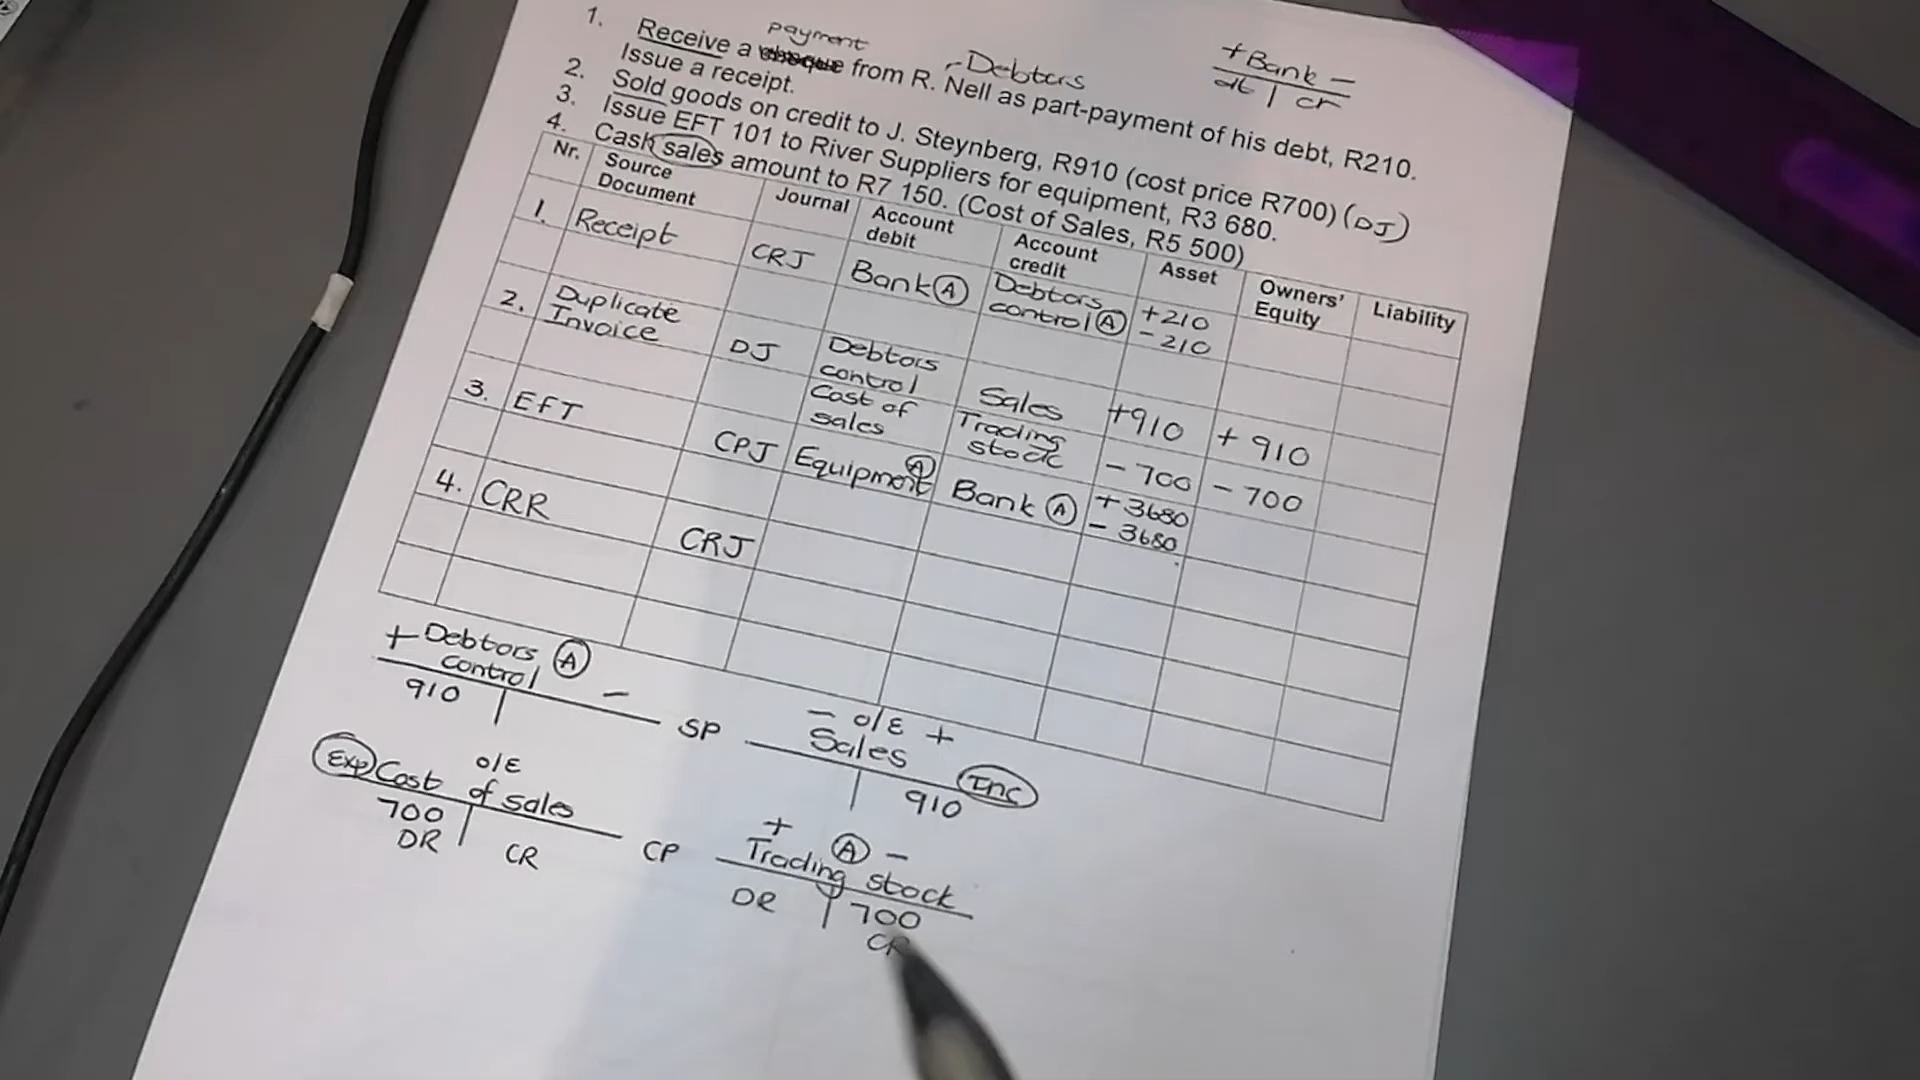 payment
1. Receive a cheque from R. Nell as part-payment of his debt, R210.
- Debtors
+ Bank -
dt | cr
Issue a receipt.
2. Sold goods on credit to J. Steynberg, R910 (cost price R700) (DJ)
3. Issue EFT 101 to River Suppliers for equipment, R3 680.
4. Cash sales amount to R7 150. (Cost of Sales, R5 500)
Nr. Source Document Journal Account debit Account credit Asset Owners' Equity Liability
1. Receipt CRJ Bank A Debtors control A +210
-210
2. Duplicate Invoice DJ Debtors control Sales +910 +910
Cost of sales Trading stock -700 -700
3. EFT CPJ Equipment A Bank A +3680
-3680
4. CRR CRJ
+ Debtors control A -
910
SP
- O/E +
Sales
910 Inc
Exp Cost of sales O/E
700
DR CR
CP
+ A -
Trading stock
DR 700
CR